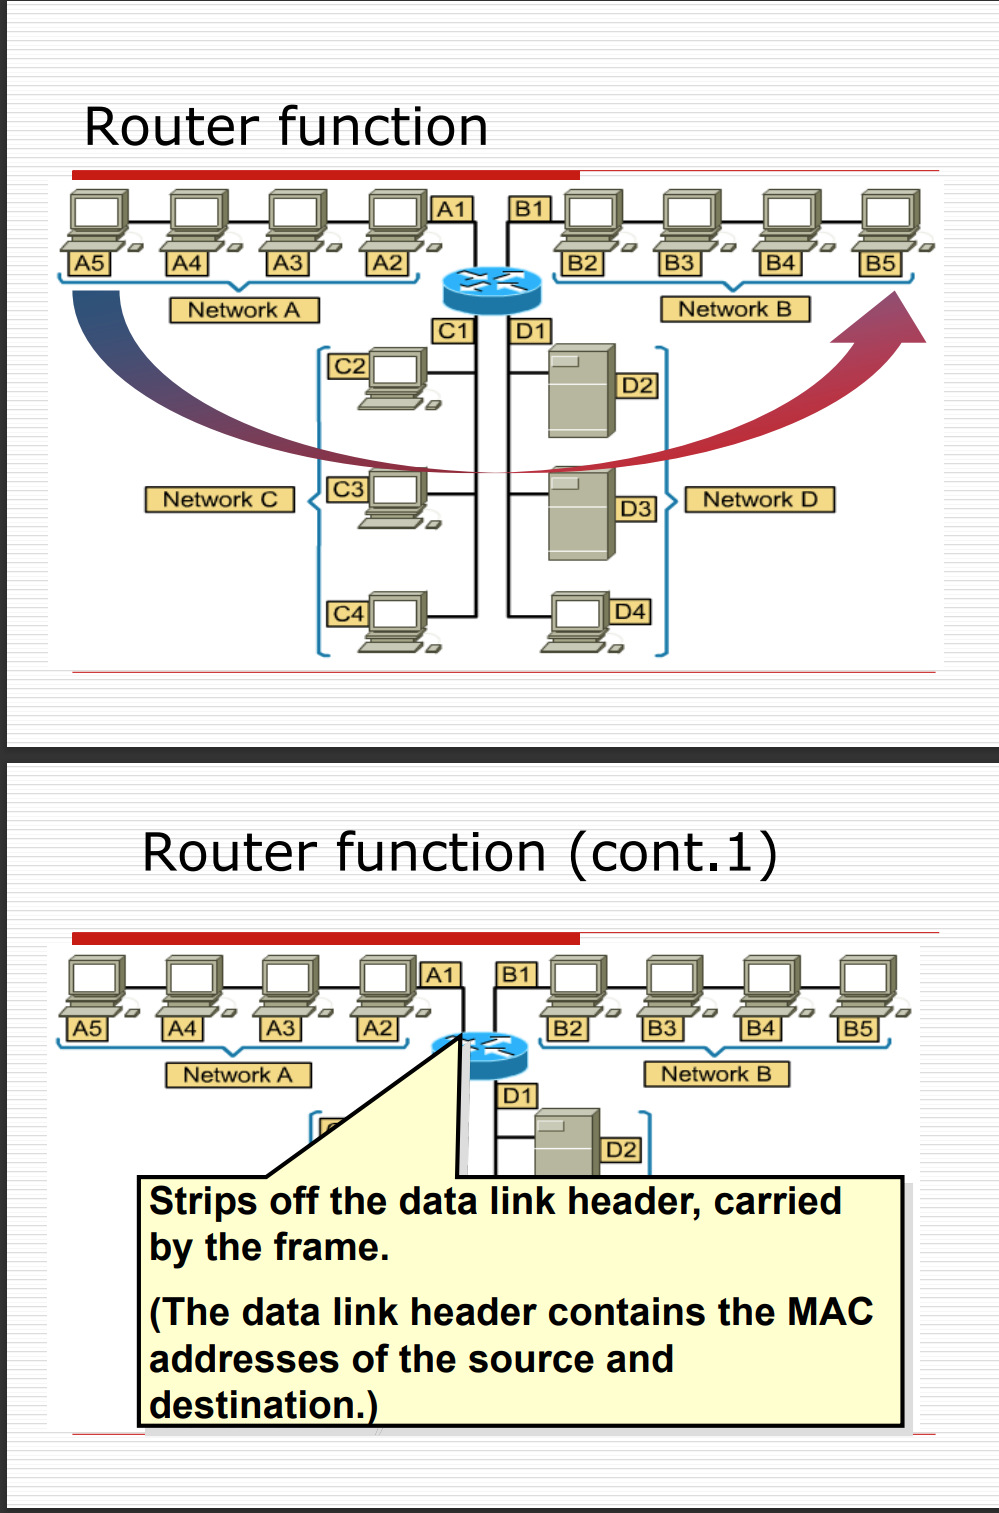 Router function
A1 B1
A5 A4 A3 A2 B2 B3 B4 B5
Network A Network B
C1 D1
C2 D2
C3 D3
Network C Network D
C4 D4
Router function (cont.1)
A1 B1
A5 A4 A3 A2 B2 B3 B4 B5
Network A Network B
D1
D2
Strips off the data link header, carried
by the frame.
(The data link header contains the MAC
addresses of the source and
destination.)